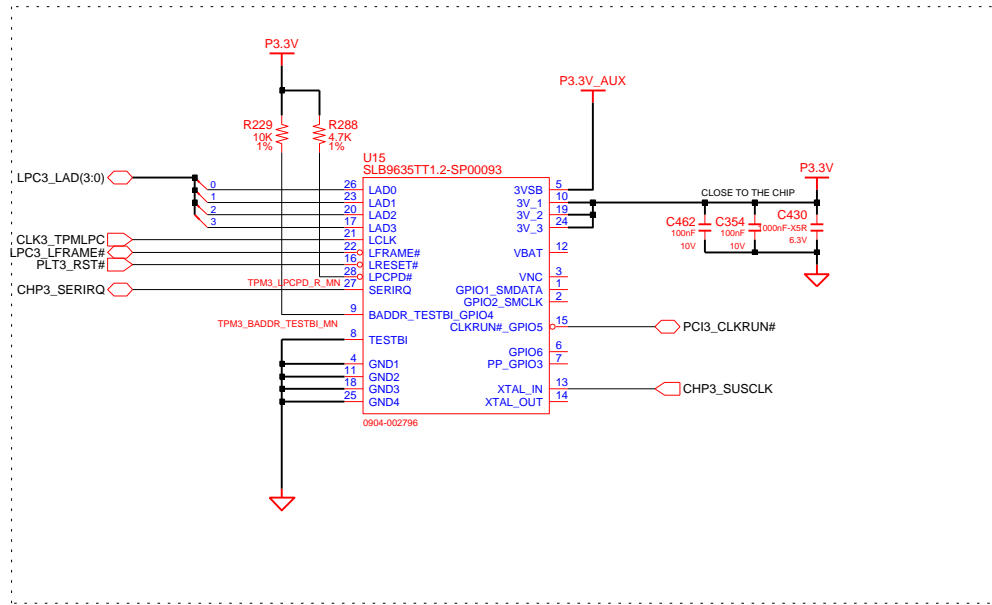 P3.3V
P3.3V_AUX
R229
10K
1%
R288
4.7K
1%
U15
SLB9635TT1.2-SP00093
P3.3V
LPC3_LAD(3:0)
0
1
2
3
26
23
20
17
LAD0
LAD1
LAD2
LAD3
CLK3_TPMLPC
21
LCLK
LPC3_LFRAME#
22
LFRAME#
PLT3_RST#
16
LRESET#
28
LPCPD#
TPM3_LPCPD_R_MN
CHP3_SERIRQ
27
SERIRQ
9
BADDR_TESTBI_GPIO4
TPM3_BADDR_TESTBI_MN
8
TESTBI
4
GND1
11
GND2
18
GND3
25
GND4
3VSB
5
3V_1
10
3V_2
19
3V_3
24
VBAT
12
VNC
3
GPIO1_SMDATA
1
GPIO2_SMCLK
2
CLKRUN#_GPIO5
15
PCI3_CLKRUN#
GPIO6
6
PP_GPIO3
7
XTAL_IN
13
CHP3_SUSCLK
XTAL_OUT
14
0904-002796
CLOSE TO THE CHIP
C462
100nF
10V
C354
100nF
10V
C430
1000nF-X5R
6.3V